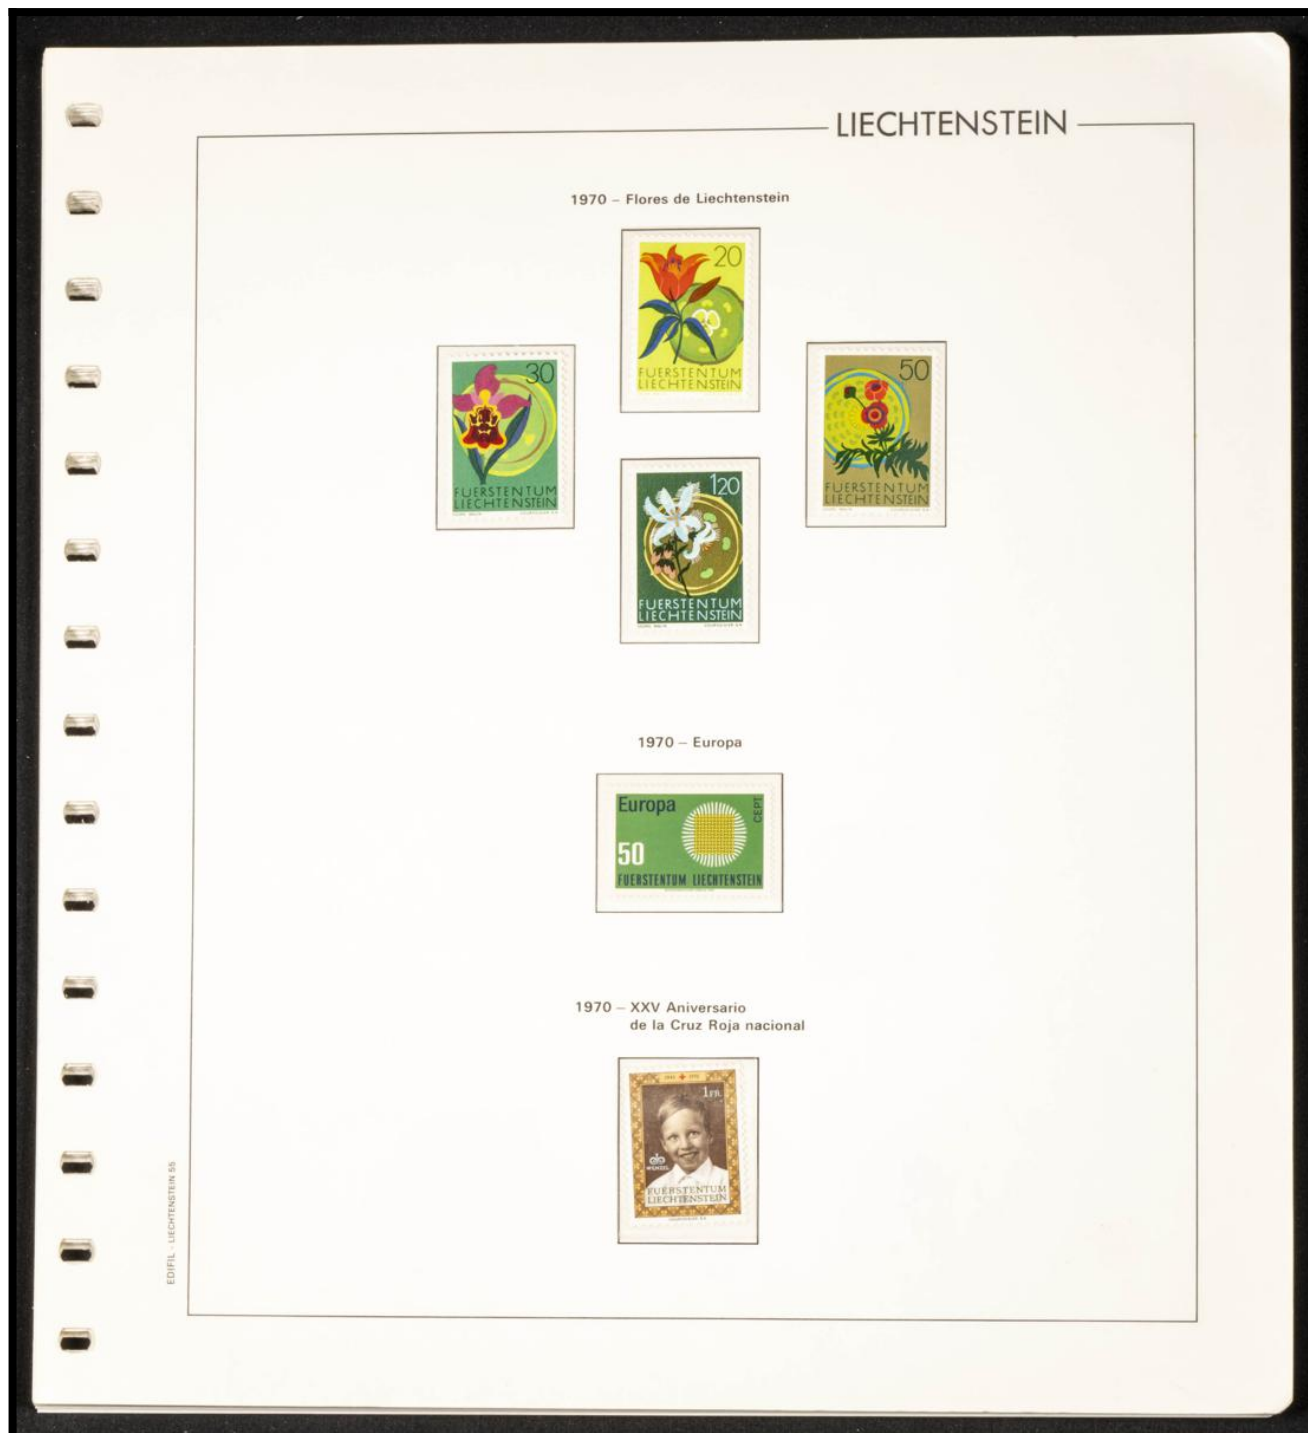 LIECHTENSTEIN
1970 – Flores de Liechtenstein
20
FUERSTENTUM
LIECHTENSTEIN
30
FUERSTENTUM
LIECHTENSTEIN
50
FUERSTENTUM
LIECHTENSTEIN
120
FUERSTENTUM
LIECHTENSTEIN
1970 – Europa
Europa
CEPT
50
FUERSTENTUM LIECHTENSTEIN
1970 – XXV Aniversario
de la Cruz Roja nacional
1 FR.
WENZEL
FUERSTENTUM
LIECHTENSTEIN
EDIFIL - LIECHTENSTEIN 55